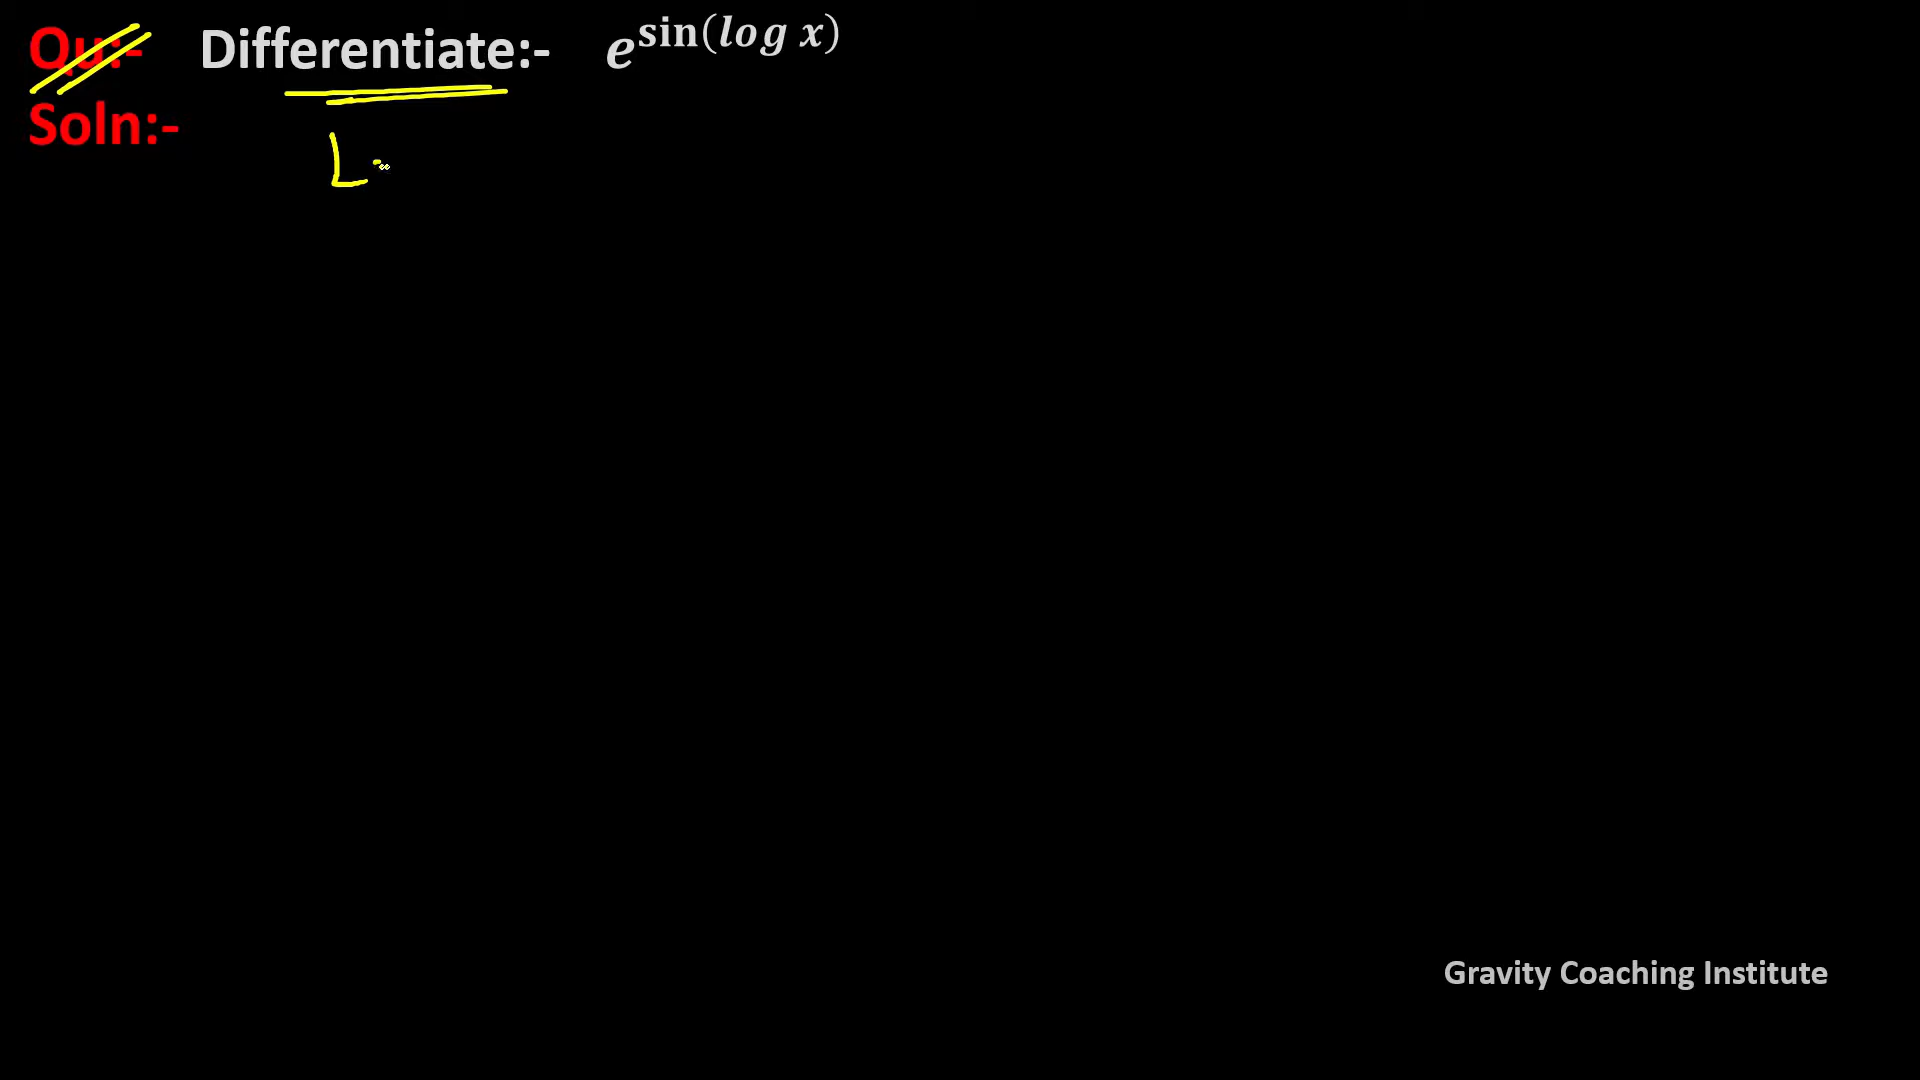 Qu:- Differentiate:- e^sin(log x)
Soln:-
L
Gravity Coaching Institute